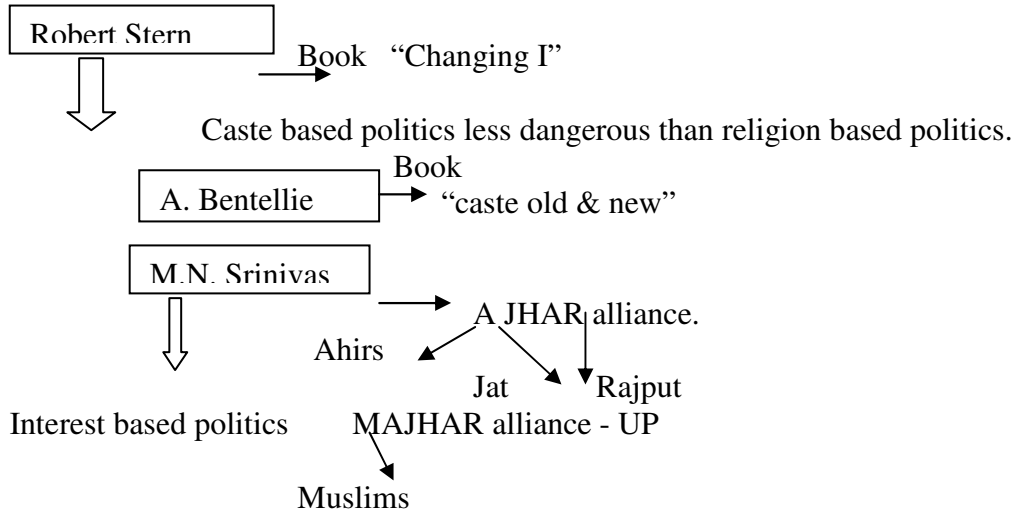 Robert Stern
Book “Changing I”
Caste based politics less dangerous than religion based politics.
Book
A. Bentellie
“caste old & new”
M.N. Srinivas
A JHAR alliance.
Ahirs
Jat Rajput
Interest based politics MAJHAR alliance - UP
Muslims